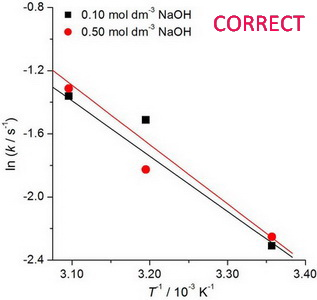 CORRECT
■ 0.10 mol dm⁻³ NaOH
● 0.50 mol dm⁻³ NaOH
ln (k / s⁻¹)
-0.8
-1.2
-1.6
-2.0
-2.4
3.10 3.20 3.30 3.40
T⁻¹ / 10⁻³ K⁻¹